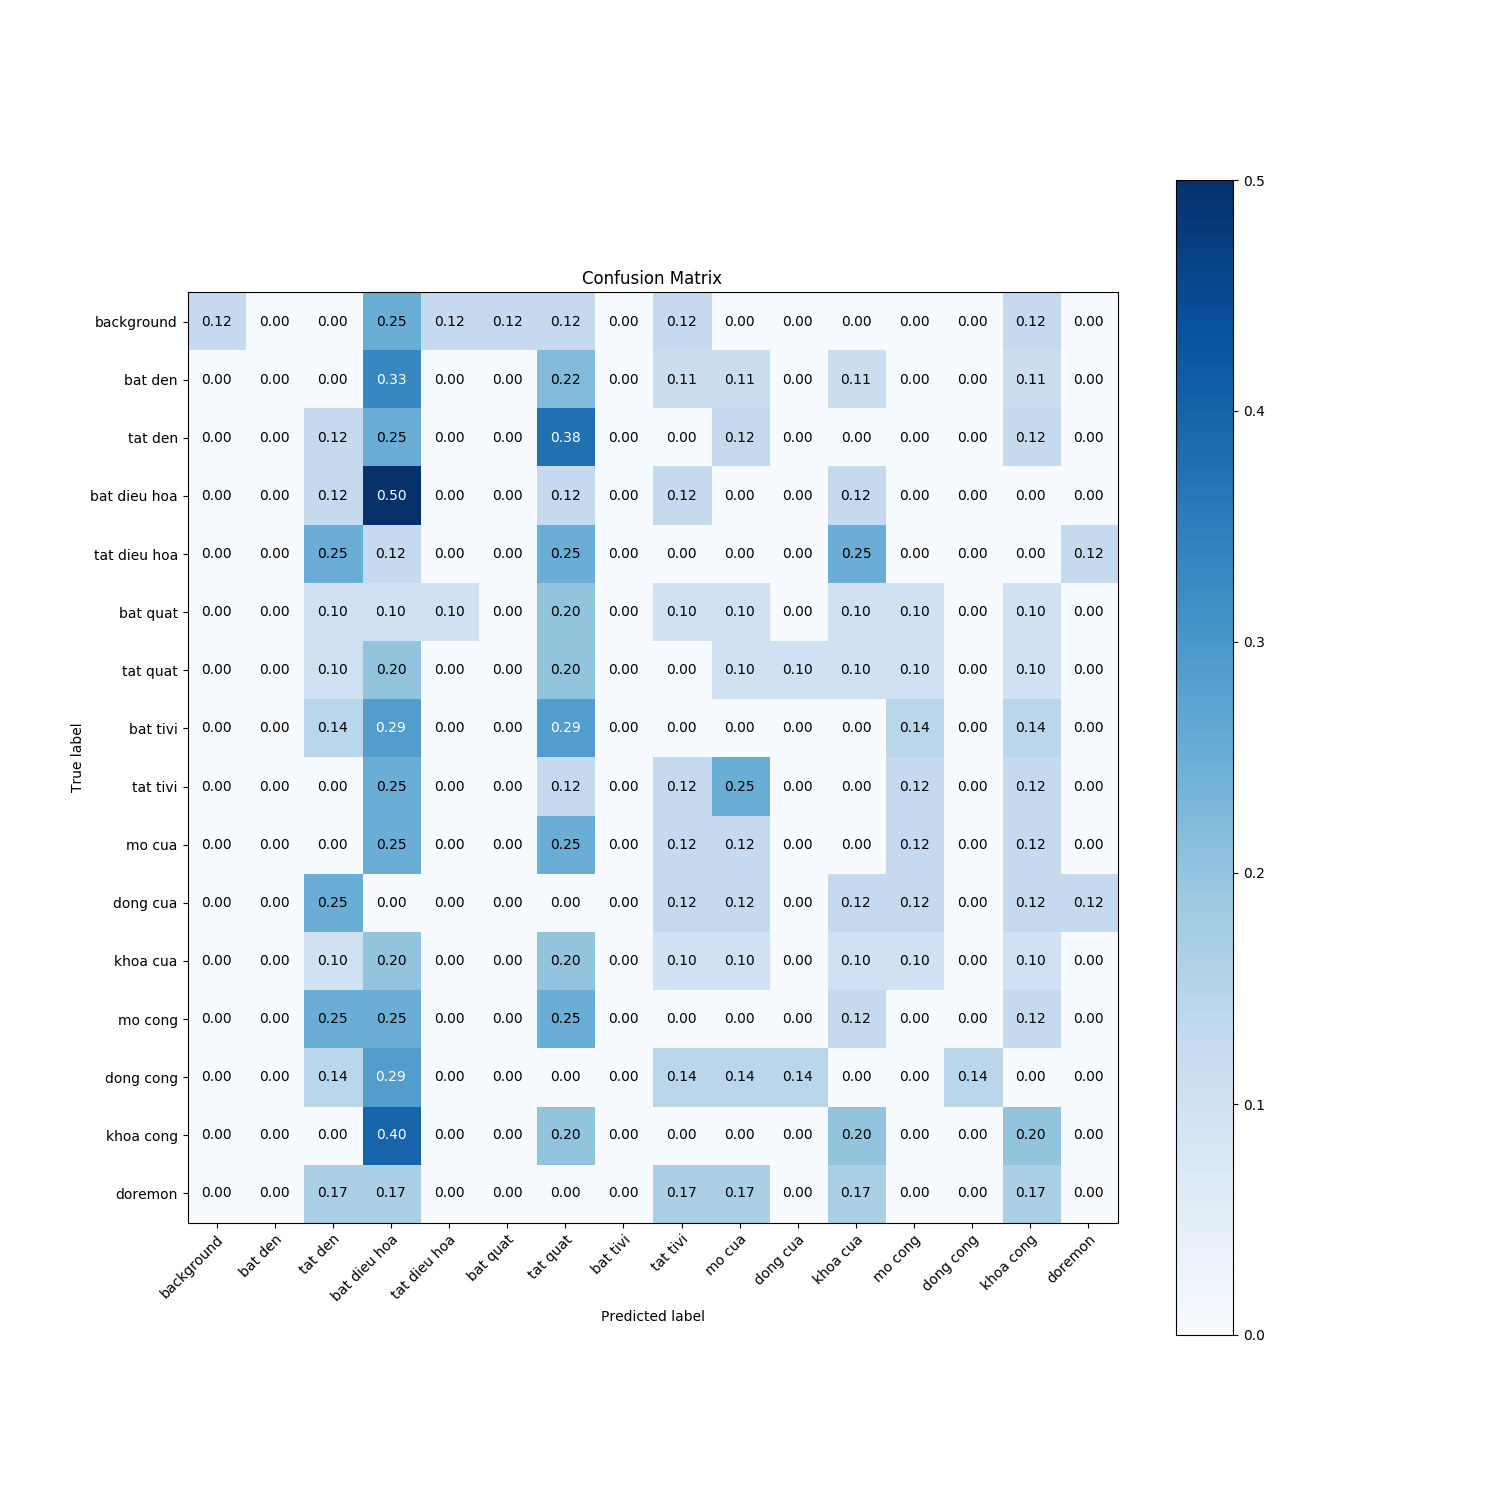 Confusion Matrix
background 0.12 0.00 0.00 0.25 0.12 0.12 0.12 0.00 0.12 0.00 0.00 0.00 0.00 0.00 0.12 0.00
bat den 0.00 0.00 0.00 0.33 0.00 0.00 0.22 0.00 0.11 0.11 0.00 0.11 0.00 0.00 0.11 0.00
tat den 0.00 0.00 0.12 0.25 0.00 0.00 0.38 0.00 0.00 0.12 0.00 0.00 0.00 0.00 0.12 0.00
bat dieu hoa 0.00 0.00 0.12 0.50 0.00 0.00 0.12 0.00 0.12 0.00 0.00 0.12 0.00 0.00 0.00 0.00
tat dieu hoa 0.00 0.00 0.25 0.12 0.00 0.00 0.25 0.00 0.00 0.00 0.00 0.25 0.00 0.00 0.00 0.12
bat quat 0.00 0.00 0.10 0.10 0.10 0.00 0.20 0.00 0.10 0.10 0.00 0.10 0.10 0.00 0.10 0.00
tat quat 0.00 0.00 0.10 0.20 0.00 0.00 0.20 0.00 0.00 0.10 0.10 0.10 0.10 0.00 0.10 0.00
bat tivi 0.00 0.00 0.14 0.29 0.00 0.00 0.29 0.00 0.00 0.00 0.00 0.00 0.14 0.00 0.14 0.00
tat tivi 0.00 0.00 0.00 0.25 0.00 0.00 0.12 0.00 0.12 0.25 0.00 0.00 0.12 0.00 0.12 0.00
mo cua 0.00 0.00 0.00 0.25 0.00 0.00 0.25 0.00 0.12 0.12 0.00 0.00 0.12 0.00 0.12 0.00
dong cua 0.00 0.00 0.25 0.00 0.00 0.00 0.00 0.00 0.12 0.12 0.00 0.12 0.12 0.00 0.12 0.12
khoa cua 0.00 0.00 0.10 0.20 0.00 0.00 0.20 0.00 0.10 0.10 0.00 0.10 0.10 0.00 0.10 0.00
mo cong 0.00 0.00 0.25 0.25 0.00 0.00 0.25 0.00 0.00 0.00 0.00 0.12 0.00 0.00 0.12 0.00
dong cong 0.00 0.00 0.14 0.29 0.00 0.00 0.00 0.00 0.14 0.14 0.14 0.00 0.00 0.14 0.00 0.00
khoa cong 0.00 0.00 0.00 0.40 0.00 0.00 0.20 0.00 0.00 0.00 0.00 0.20 0.00 0.00 0.20 0.00
doremon 0.00 0.00 0.17 0.17 0.00 0.00 0.00 0.00 0.17 0.17 0.00 0.17 0.00 0.00 0.17 0.00
True label
background bat den tat den bat dieu hoa tat dieu hoa bat quat tat quat bat tivi tat tivi mo cua dong cua khoa cua mo cong dong cong khoa cong doremon
Predicted label
0.5
0.4
0.3
0.2
0.1
0.0